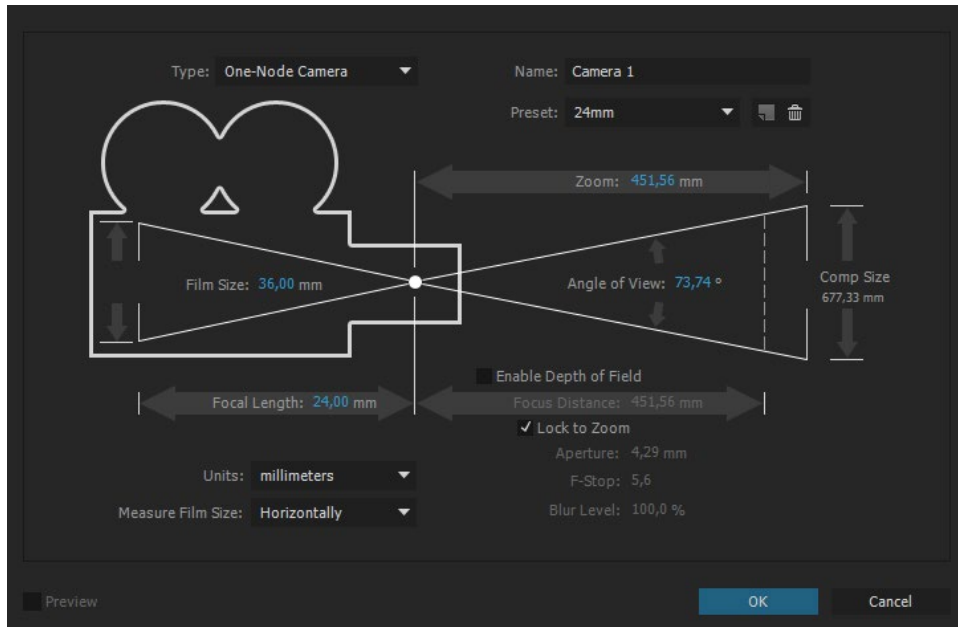 Type: One-Node Camera
Name: Camera 1
Preset: 24mm
Zoom: 451,56 mm
Film Size: 36,00 mm
Angle of View: 73,74 °
Comp Size
677,33 mm
Enable Depth of Field
Focal Length: 24,00 mm
Focus Distance: 451,56 mm
Lock to Zoom
Aperture: 4,29 mm
Units: millimeters
F-Stop: 5,6
Measure Film Size: Horizontally
Blur Level: 100,0 %
Preview
OK
Cancel